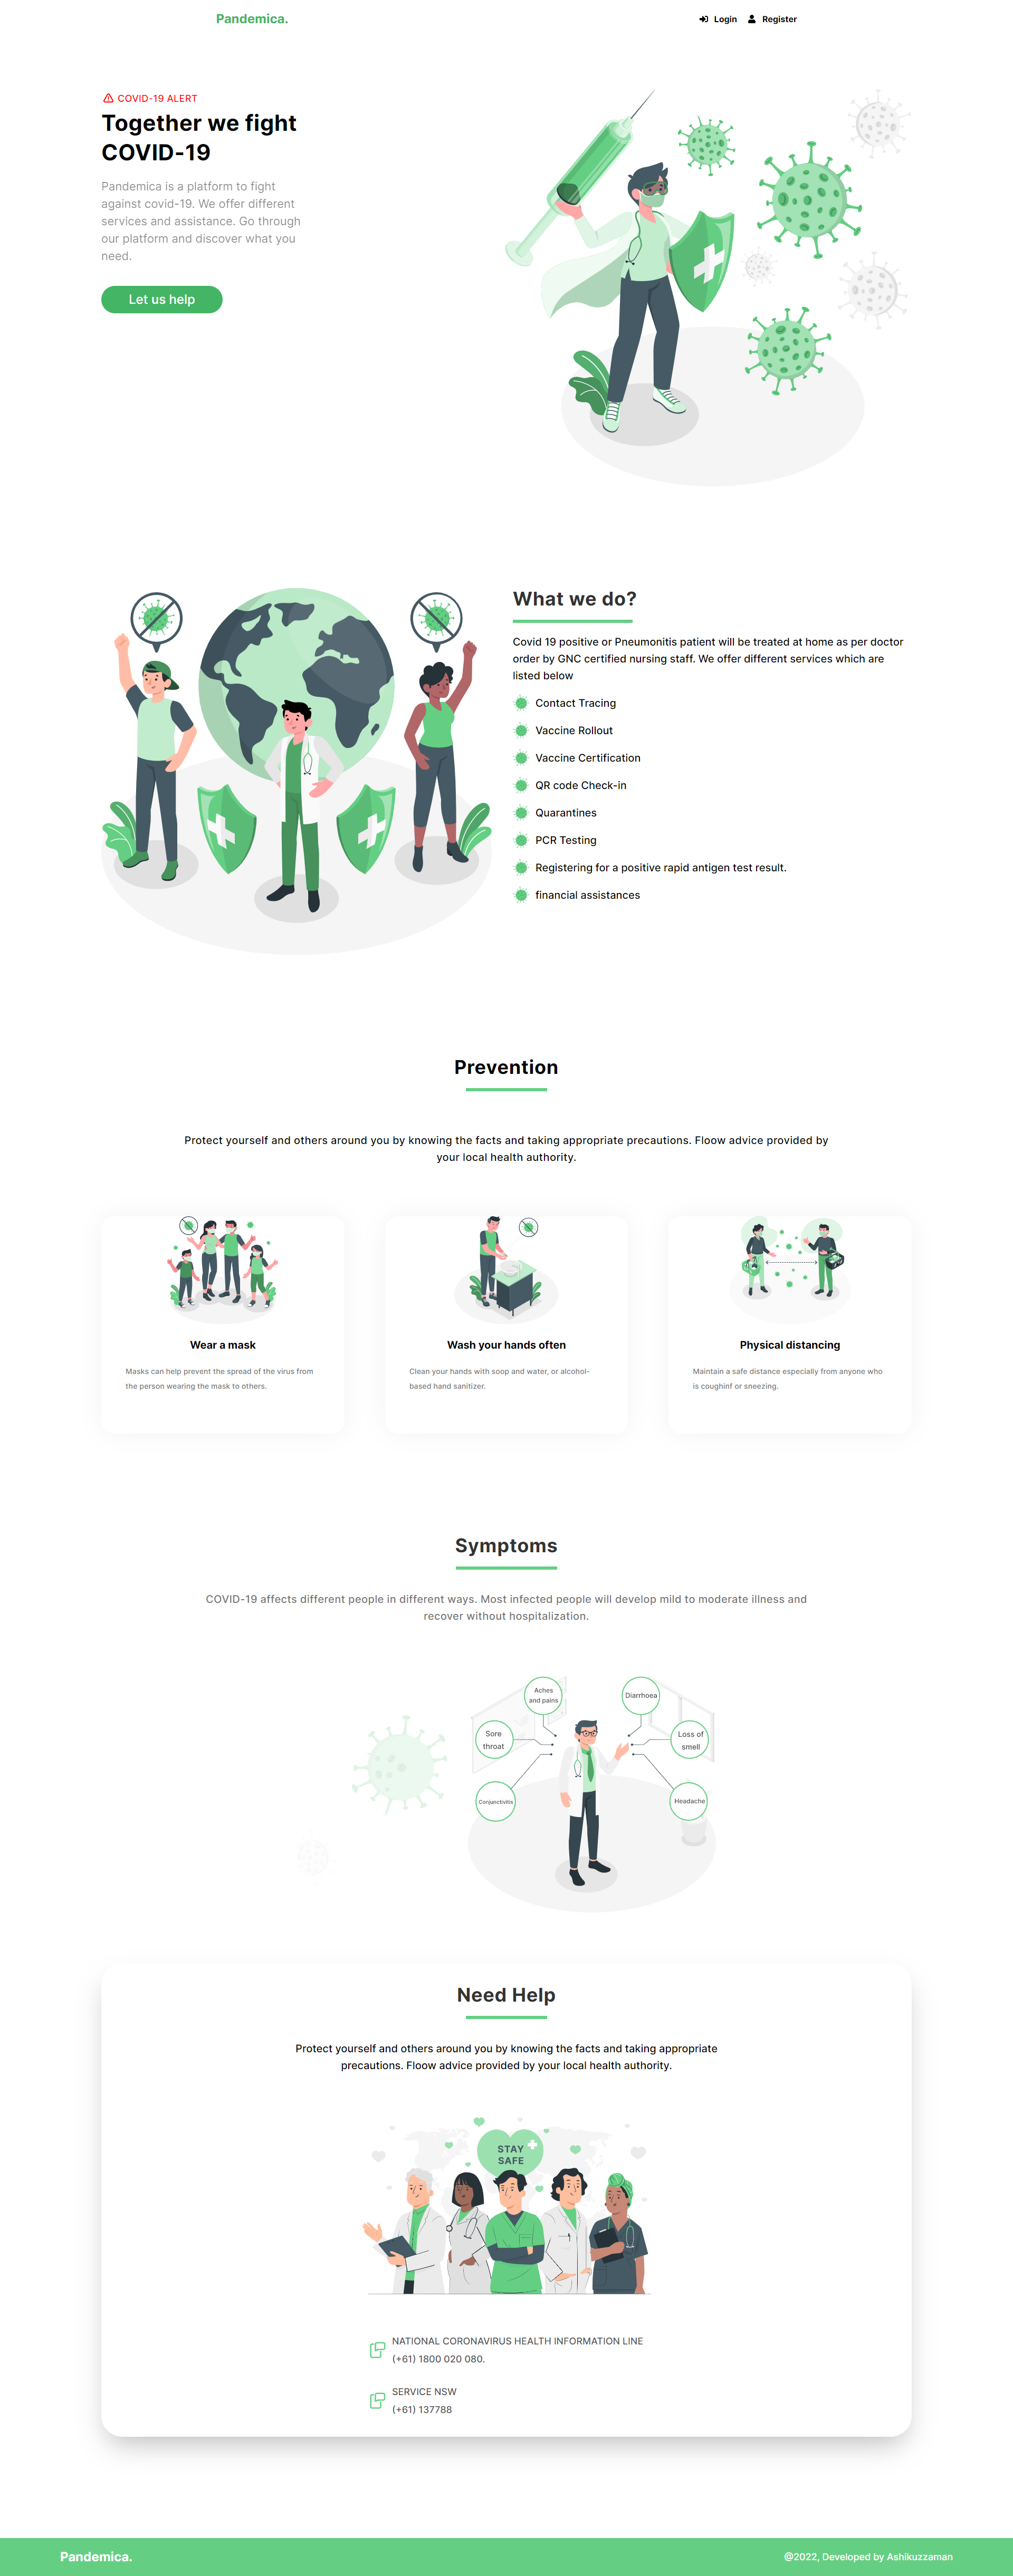 Pandemica.
Login
Register
COVID-19 ALERT
Together we fight
COVID-19
Pandemica is a platform to fight
against covid-19. We offer different
services and assistance. Go through
our platform and discover what you
need.
Let us help
What we do?
Covid 19 positive or Pneumonitis patient will be treated at home as per doctor
order by GNC certified nursing staff. We offer different services which are
listed below
Contact Tracing
Vaccine Rollout
Vaccine Certification
QR code Check-in
Quarantines
PCR Testing
Registering for a positive rapid antigen test result.
financial assistances
Prevention
Protect yourself and others around you by knowing the facts and taking appropriate precautions. Floow advice provided by
your local health authority.
Wear a mask
Masks can help prevent the spread of the virus from
the person wearing the mask to others.
Wash your hands often
Clean your hands with soop and water, or alcohol-
based hand sanitizer.
Physical distancing
Maintain a safe distance especially from anyone who
is coughinf or sneezing.
Symptoms
COVID-19 affects different people in different ways. Most infected people will develop mild to moderate illness and
recover without hospitalization.
Aches
and pains
Diarrhoea
Sore
throat
Loss of
smell
Conjunctivitis
Headache
Need Help
Protect yourself and others around you by knowing the facts and taking appropriate
precautions. Floow advice provided by your local health authority.
STAY
SAFE
NATIONAL CORONAVIRUS HEALTH INFORMATION LINE
(+61) 1800 020 080.
SERVICE NSW
(+61) 137788
Pandemica.
@2022, Developed by Ashikuzzaman